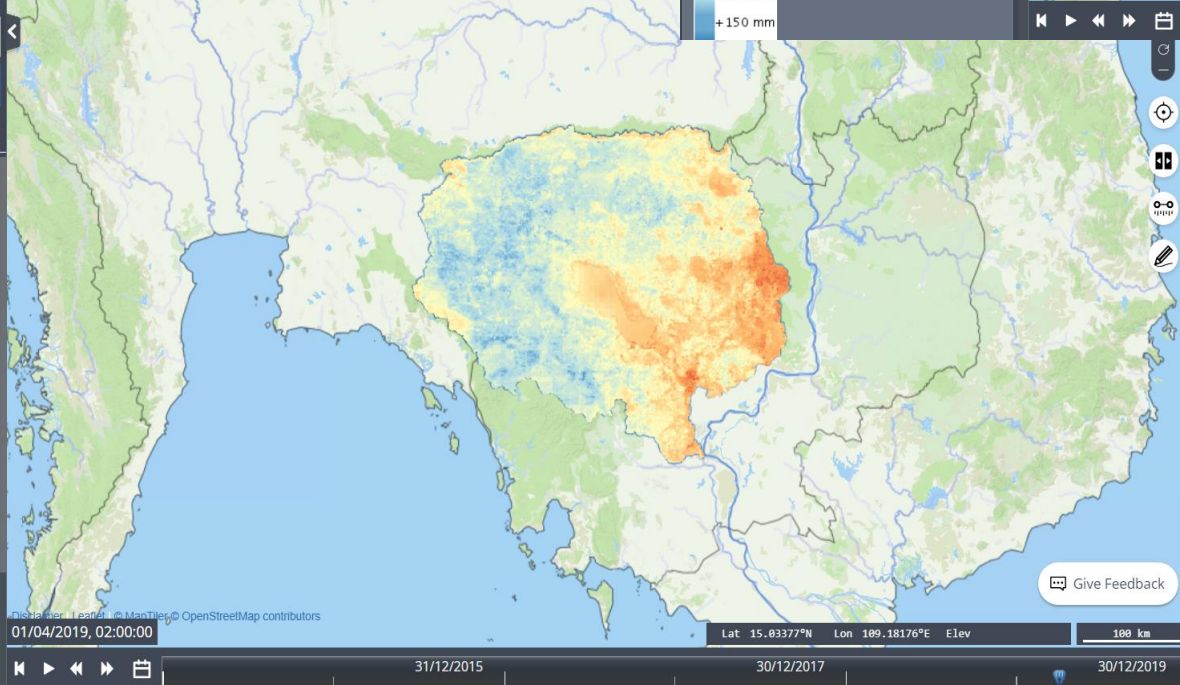 +150 mm
Give Feedback
Disclaimer | Leaflet | © MapTiler © OpenStreetMap contributors
01/04/2019, 02:00:00
Lat 15.03377°N Lon 109.18176°E Elev
100 km
31/12/2015 30/12/2017 30/12/2019